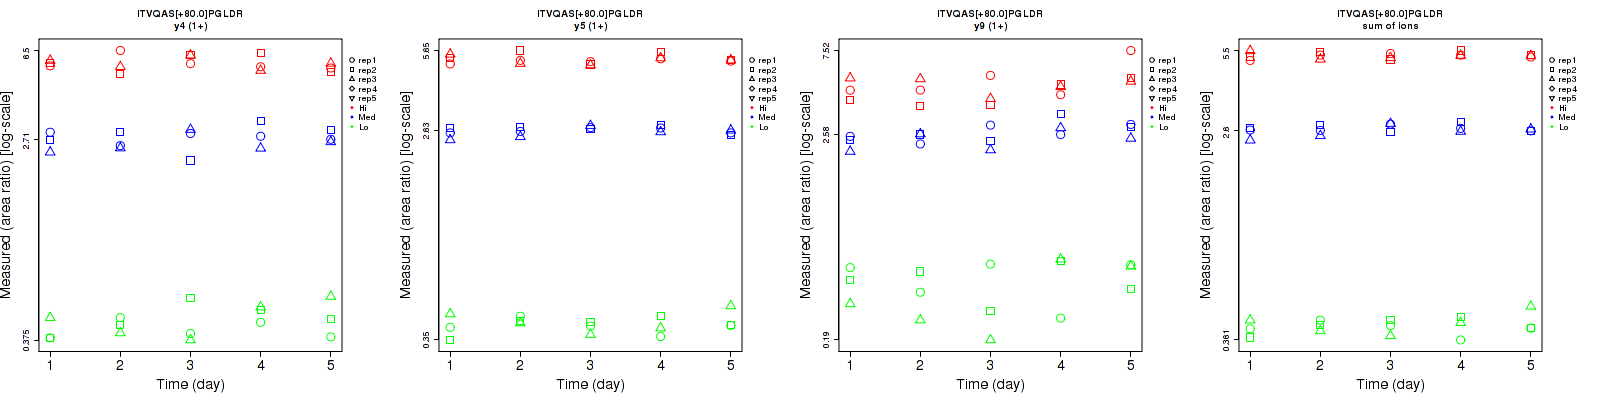 ITVQAS[+80.0]PGLDR
y4 (1+)
Measured (area ratio) [log-scale]
6.5
2.71
0.375
1 2 3 4 5
Time (day)
rep1
rep2
rep3
rep4
rep5
Hi
Med
Lo
ITVQAS[+80.0]PGLDR
y5 (1+)
Measured (area ratio) [log-scale]
5.65
2.63
0.35
1 2 3 4 5
Time (day)
rep1
rep2
rep3
rep4
rep5
Hi
Med
Lo
ITVQAS[+80.0]PGLDR
y9 (1+)
Measured (area ratio) [log-scale]
7.52
2.58
0.19
1 2 3 4 5
Time (day)
rep1
rep2
rep3
rep4
rep5
Hi
Med
Lo
ITVQAS[+80.0]PGLDR
sum of ions
Measured (area ratio) [log-scale]
5.5
2.6
0.361
1 2 3 4 5
Time (day)
rep1
rep2
rep3
rep4
rep5
Hi
Med
Lo